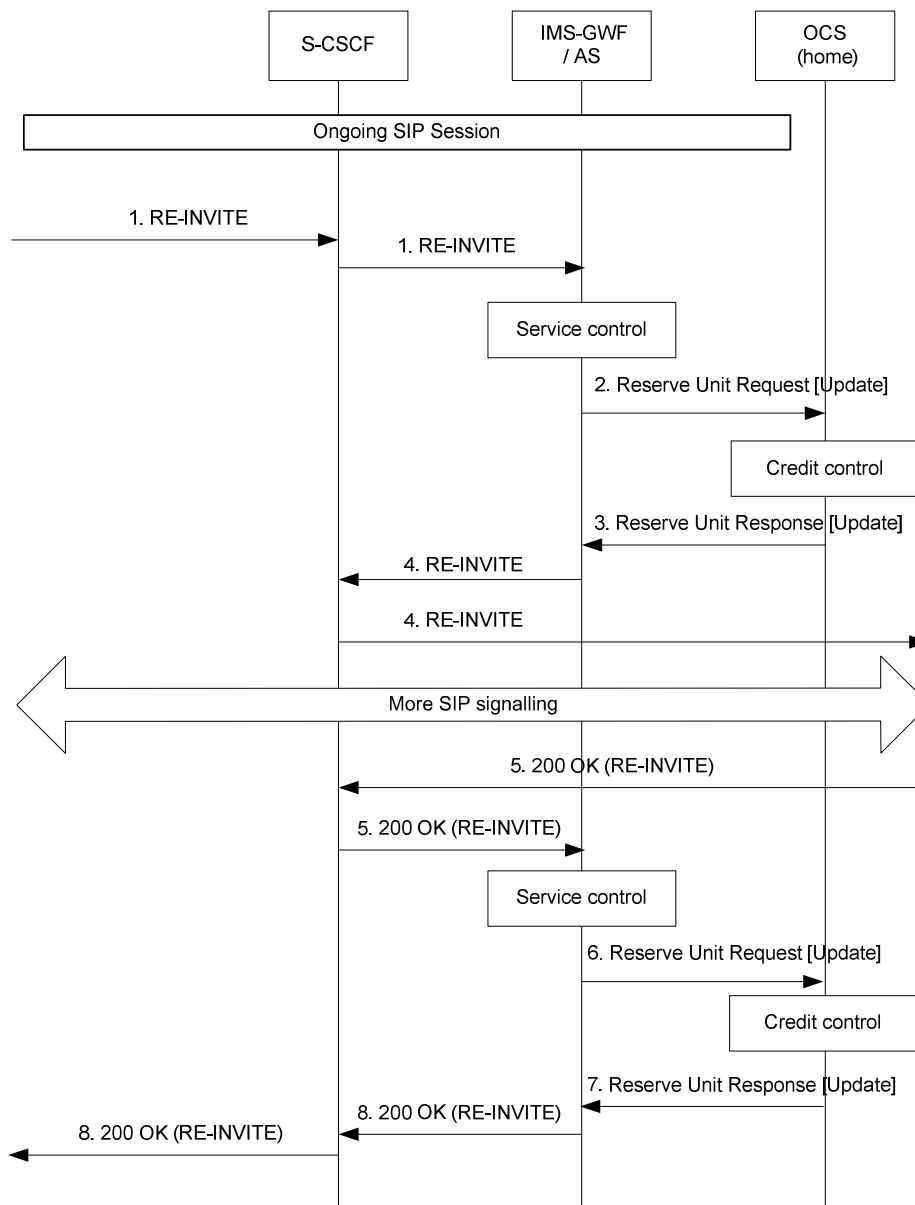 S-CSCF
IMS-GWF
/ AS
OCS
(home)
Ongoing SIP Session
1. RE-INVITE
1. RE-INVITE
Service control
2. Reserve Unit Request [Update]
Credit control
3. Reserve Unit Response [Update]
4. RE-INVITE
4. RE-INVITE
More SIP signalling
5. 200 OK (RE-INVITE)
5. 200 OK (RE-INVITE)
Service control
6. Reserve Unit Request [Update]
Credit control
7. Reserve Unit Response [Update]
8. 200 OK (RE-INVITE)
8. 200 OK (RE-INVITE)